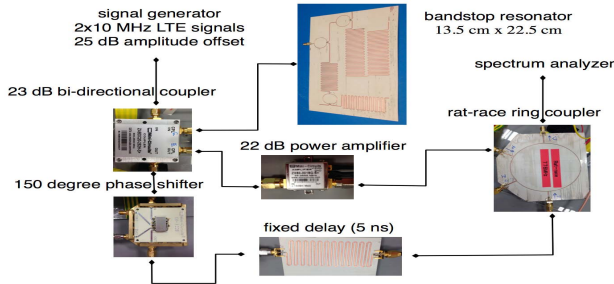 signal generator
2x10 MHz LTE signals
25 dB amplitude offset
bandstop resonator
13.5 cm x 22.5 cm
spectrum analyzer
23 dB bi-directional coupler
rat-race ring coupler
22 dB power amplifier
150 degree phase shifter
fixed delay (5 ns)